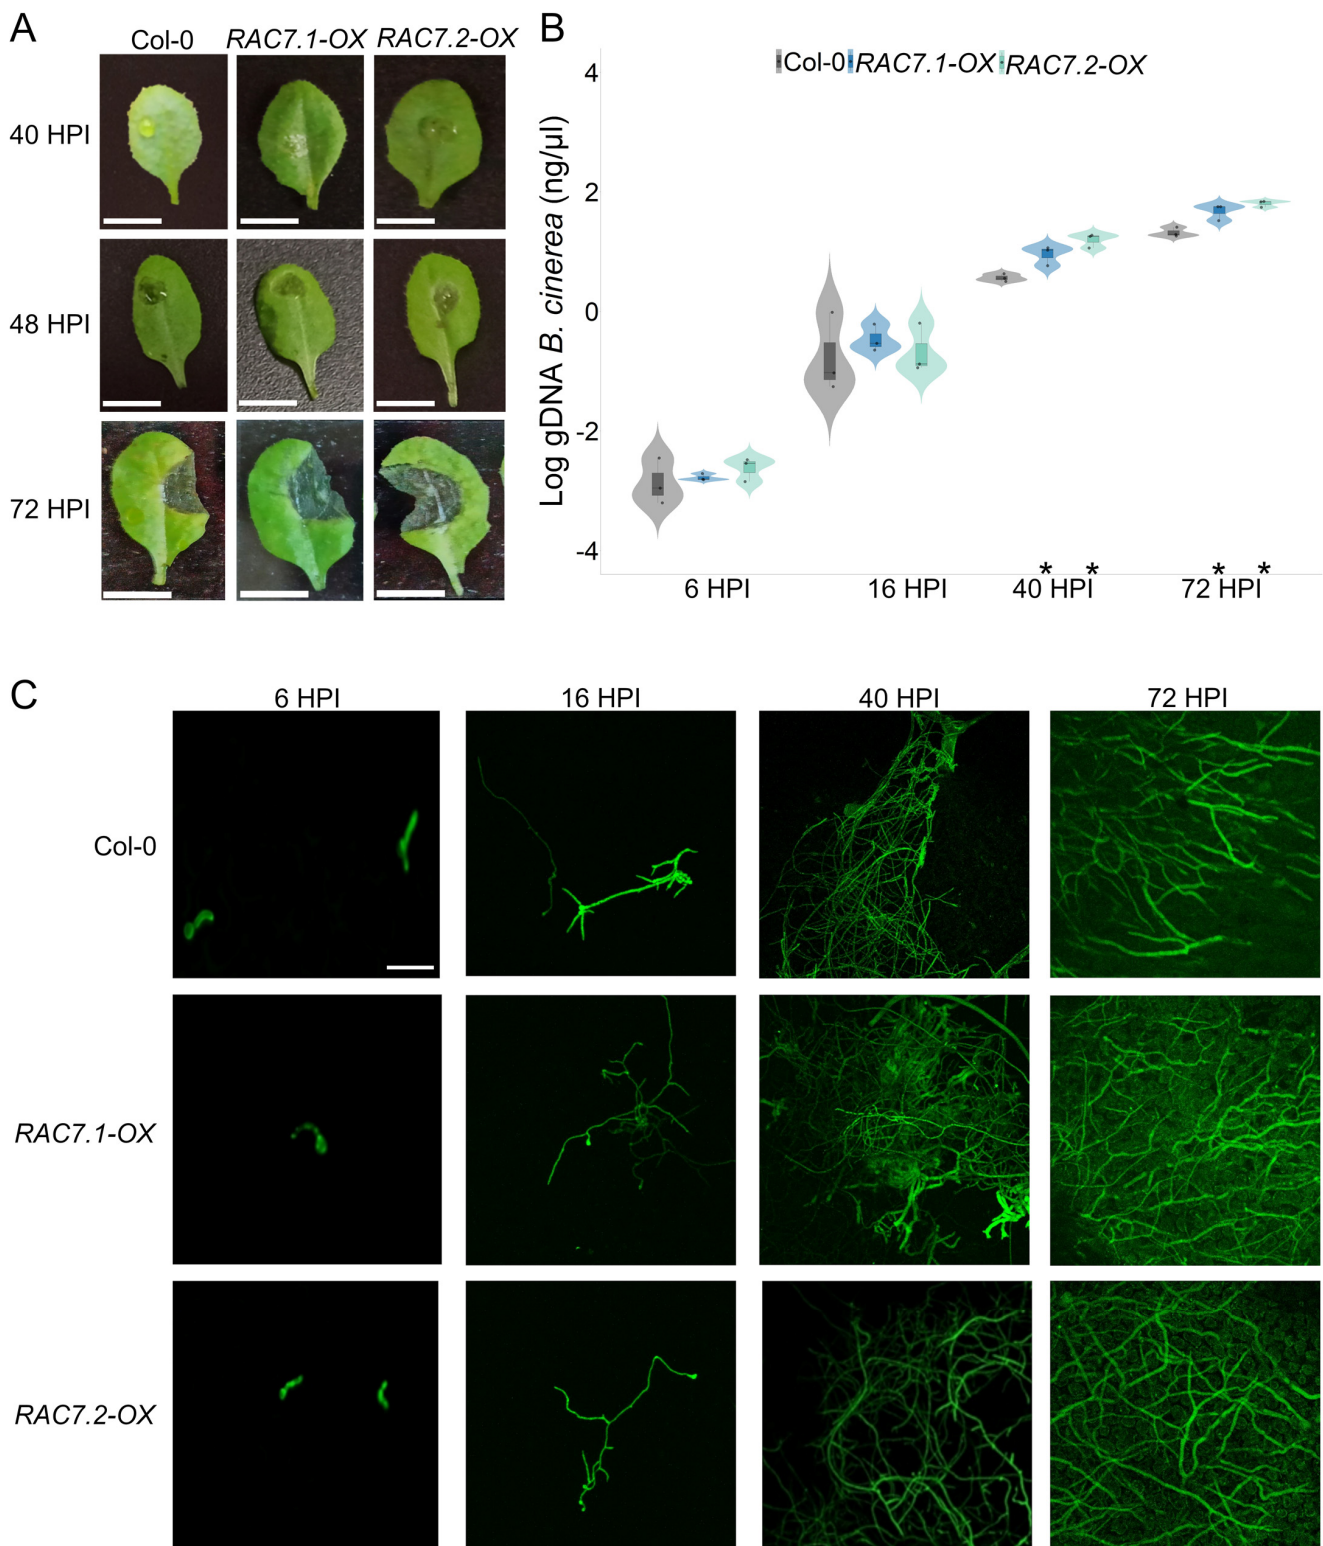 A
Col-0 RAC7.1-OX RAC7.2-OX
40 HPI
48 HPI
72 HPI
B
Col-0 RAC7.1-OX RAC7.2-OX
Log gDNA B. cinerea (ng/µl)
4
2
0
-2
-4
* * * *
6 HPI 16 HPI 40 HPI 72 HPI
C
6 HPI 16 HPI 40 HPI 72 HPI
Col-0
RAC7.1-OX
RAC7.2-OX